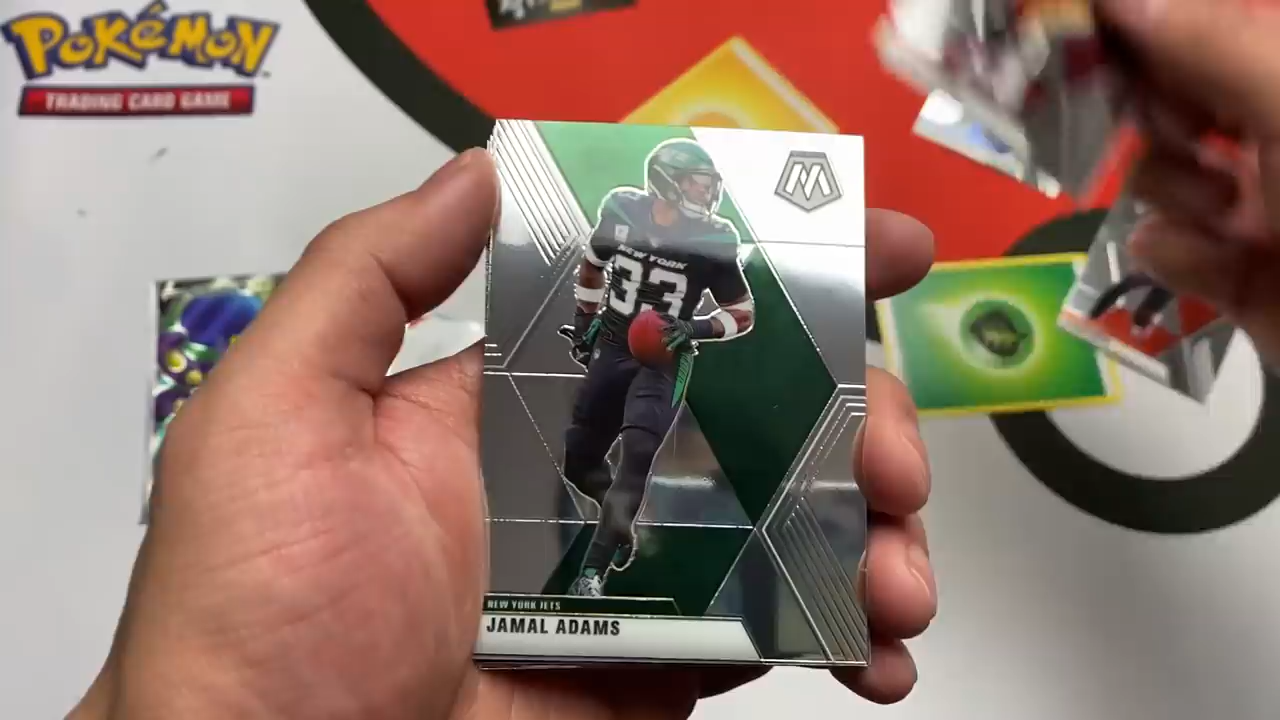 POKéMON
TRADING CARD GAME
M
NEW YORK
33
NEW YORK JETS
JAMAL ADAMS